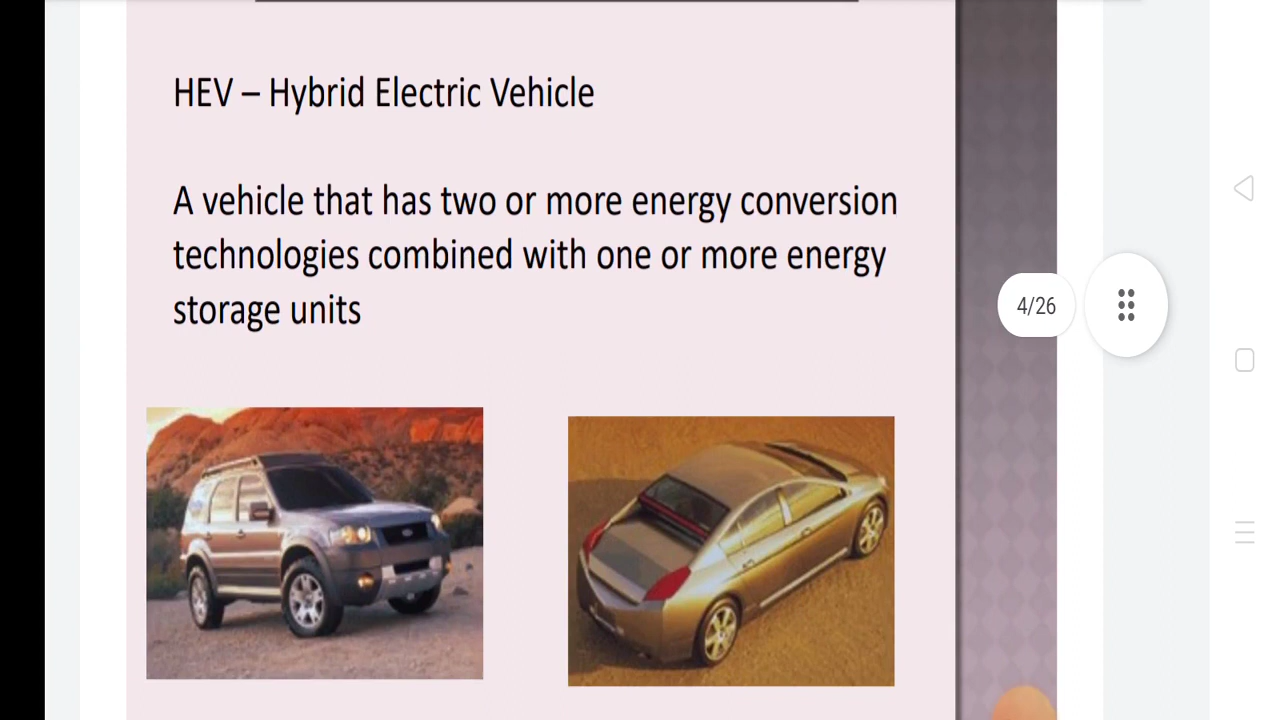 HEV – Hybrid Electric Vehicle
A vehicle that has two or more energy conversion
technologies combined with one or more energy
storage units
4/26